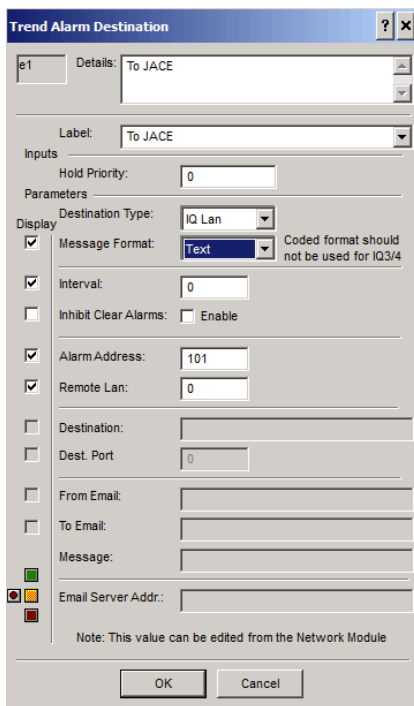 Trend Alarm Destination ? ×
e1 Details: To JACE
Label: To JACE
Inputs
Hold Priority: 0
Parameters
Display Destination Type: IQ Lan
Message Format: Text Coded format should
not be used for IQ3/4
Interval: 0
Inhibit Clear Alarms: Enable
Alarm Address: 101
Remote Lan: 0
Destination:
Dest. Port 0
From Email:
To Email:
Message:
Email Server Addr.:
Note: This value can be edited from the Network Module
OK Cancel